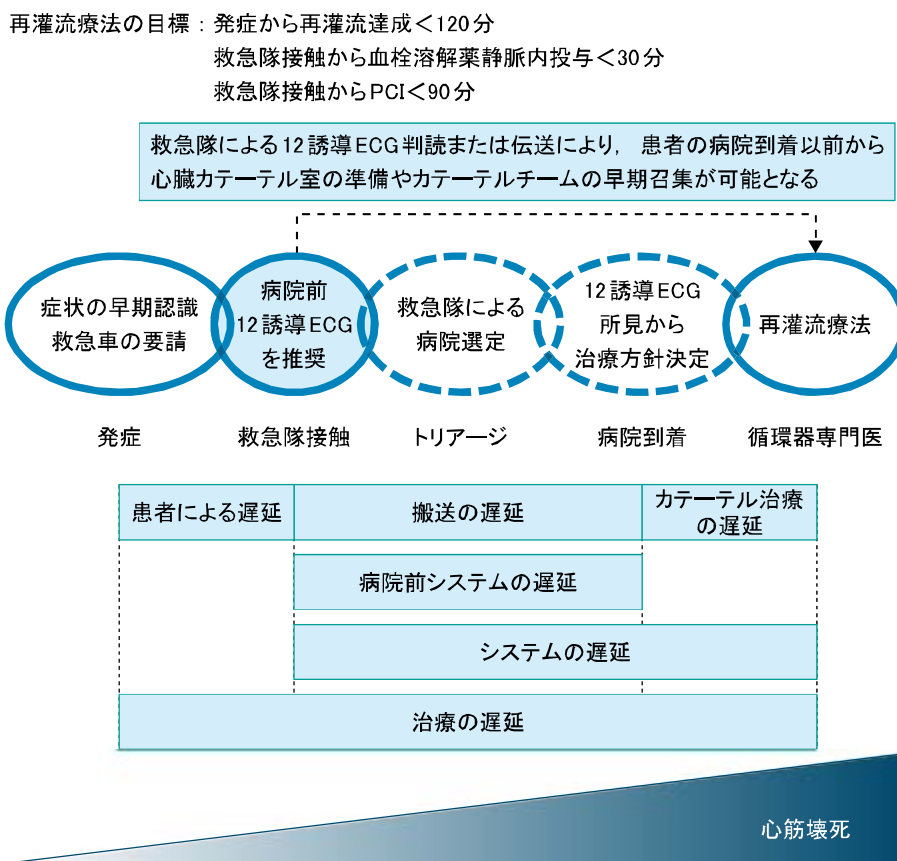 再灌流療法の目標：発症から再灌流達成＜120分
救急隊接触から血栓溶解薬静脈内投与＜30分
救急隊接触からPCI＜90分
救急隊による12誘導ECG判読または伝送により，患者の病院到着以前から
心臓カテーテル室の準備やカテーテルチームの早期召集が可能となる
症状の早期認識
救急車の要請
病院前
12誘導ECG
を推奨
救急隊による
病院選定
12誘導ECG
所見から
治療方針決定
再灌流療法
発症
救急隊接触
トリアージ
病院到着
循環器専門医
患者による遅延
搬送の遅延
カテーテル治療
の遅延
病院前システムの遅延
システムの遅延
治療の遅延
心筋壊死